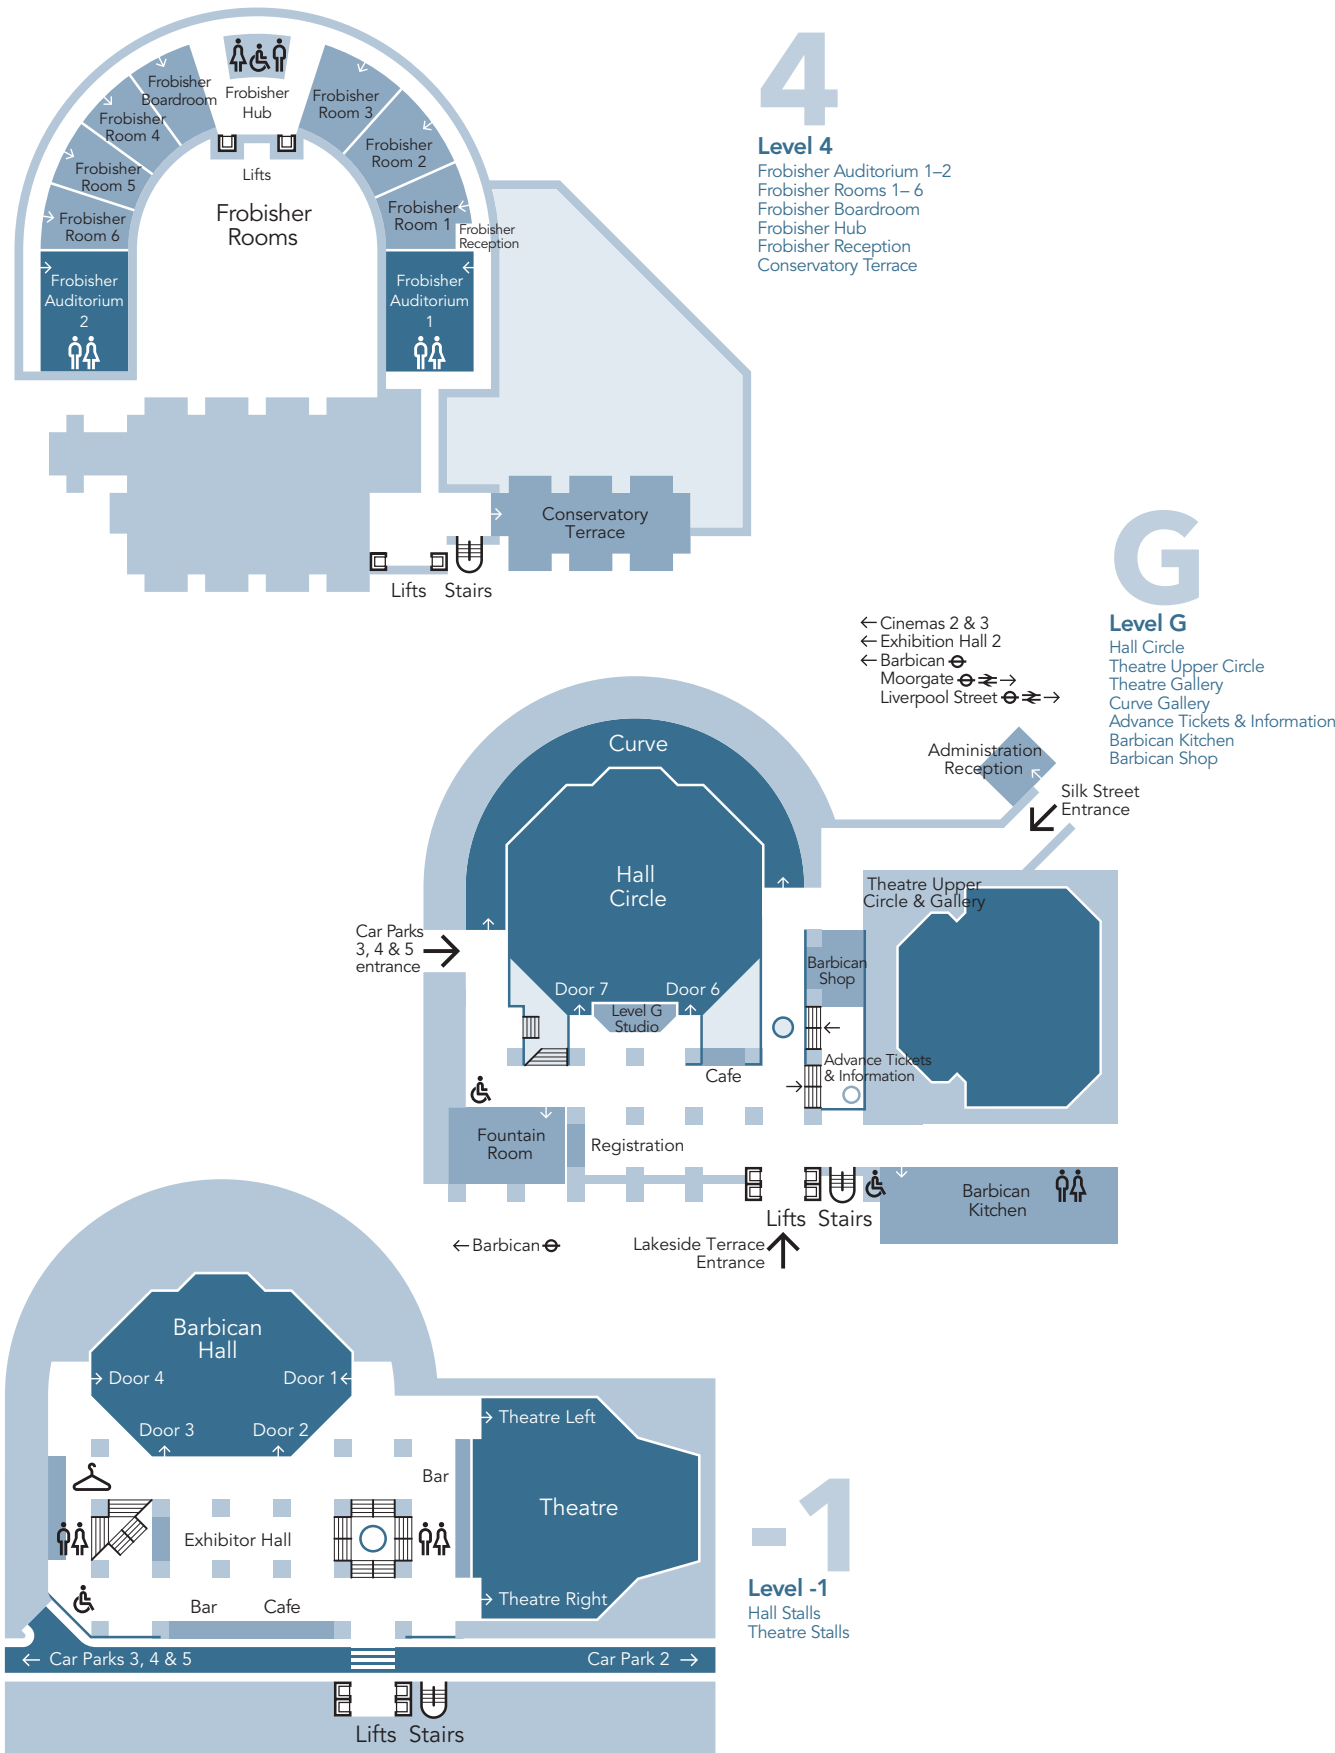 4
Level 4
Frobisher Auditorium 1–2
Frobisher Rooms 1– 6
Frobisher Boardroom
Frobisher Hub
Frobisher Reception
Conservatory Terrace
Frobisher
Boardroom
Frobisher
Hub
Frobisher
Room 3
Frobisher
Room 4
Frobisher
Room 2
Frobisher
Room 5
Lifts
Frobisher
Room 6
Frobisher
Rooms
Frobisher
Room 1
Frobisher
Reception
Frobisher
Auditorium
2
Frobisher
Auditorium
1
Conservatory
Terrace
Lifts
Stairs
G
Level G
Hall Circle
Theatre Upper Circle
Theatre Gallery
Curve Gallery
Advance Tickets & Information
Barbican Kitchen
Barbican Shop
← Cinemas 2 & 3
← Exhibition Hall 2
← Barbican
Moorgate →
Liverpool Street →
Administration
Reception
Silk Street
Entrance
Curve
Hall
Circle
Theatre Upper
Circle & Gallery
Car Parks
3, 4 & 5
entrance
Barbican
Shop
Door 7
Door 6
Level G
Studio
Advance Tickets
& Information
Cafe
Fountain
Room
Registration
Barbican
Kitchen
Lifts
Stairs
← Barbican
Lakeside Terrace
Entrance
Barbican
Hall
Door 4
Door 1
Door 3
Door 2
Theatre Left
Bar
Theatre
Exhibitor Hall
Theatre Right
Bar
Cafe
← Car Parks 3, 4 & 5
Car Park 2 →
Lifts
Stairs
-1
Level -1
Hall Stalls
Theatre Stalls